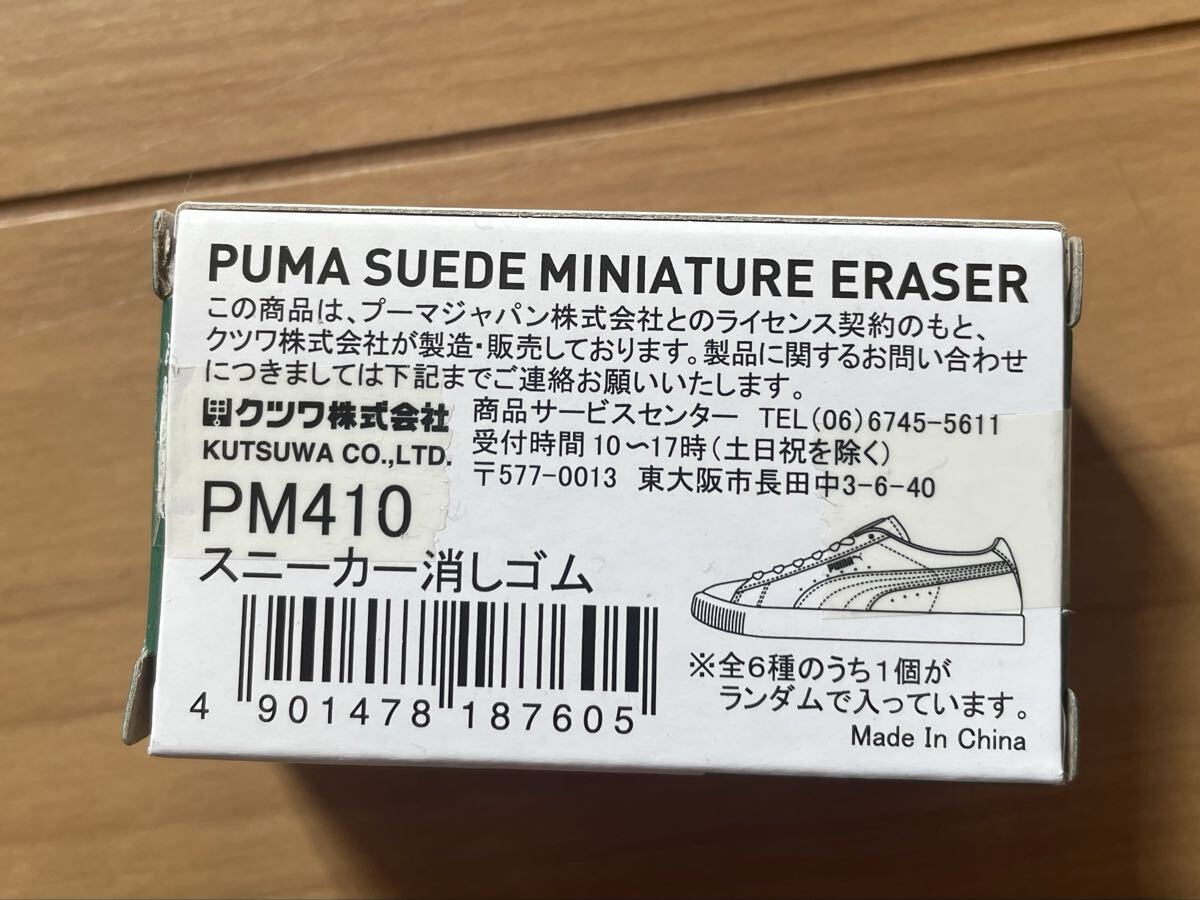 PUMA SUEDE MINIATURE ERASER
この商品は、プーマジャパン株式会社とのライセンス契約のもと、
クツワ株式会社が製造・販売しております。製品に関するお問い合わせ
につきましては下記までご連絡お願いいたします。
クツワ株式会社
KUTSUWA CO.,LTD.
商品サービスセンター TEL(06)6745-5611
受付時間10〜17時(土日祝を除く)
〒577-0013 東大阪市長田中3-6-40
PM410
スニーカー消しゴム
PUMA
4 901478 187605
※全6種のうち1個が
ランダムで入っています。
Made In China